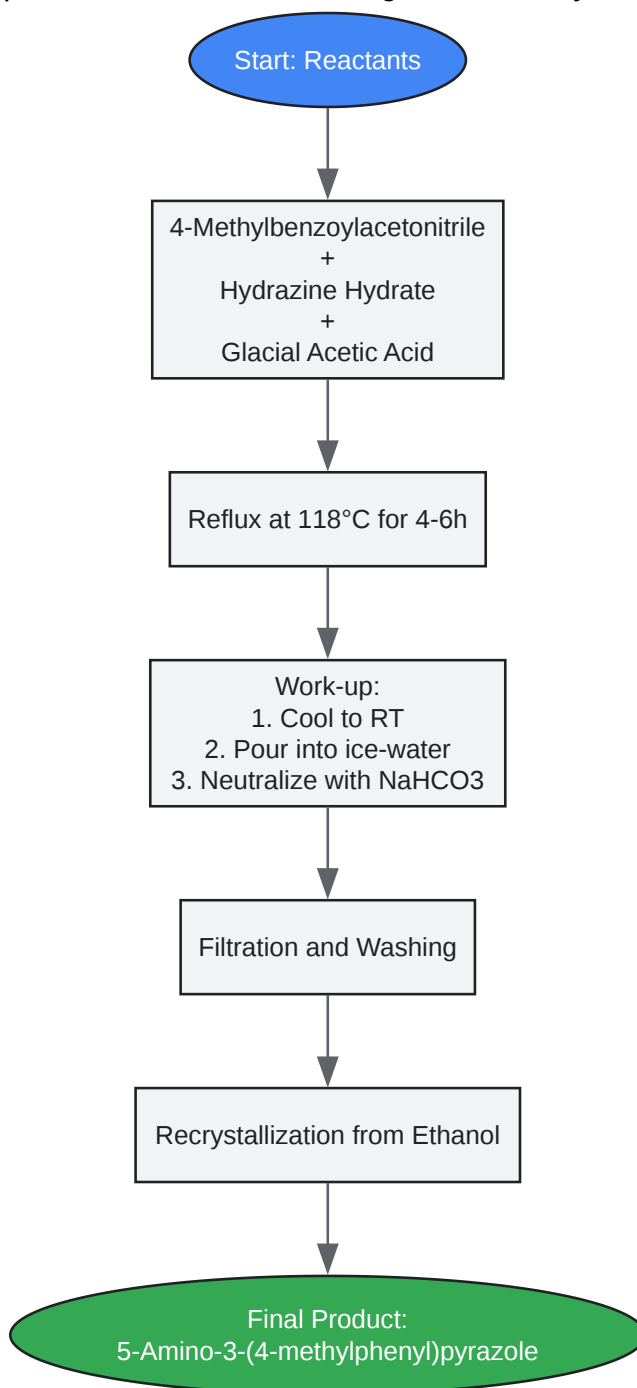 Start: Reactants
4-Methylbenzoylacetonitrile
+
Hydrazine Hydrate
+
Glacial Acetic Acid
Reflux at 118°C for 4-6h
Work-up:
1. Cool to RT
2. Pour into ice-water
3. Neutralize with NaHCO3
Filtration and Washing
Recrystallization from Ethanol
Final Product:
5-Amino-3-(4-methylphenyl)pyrazole